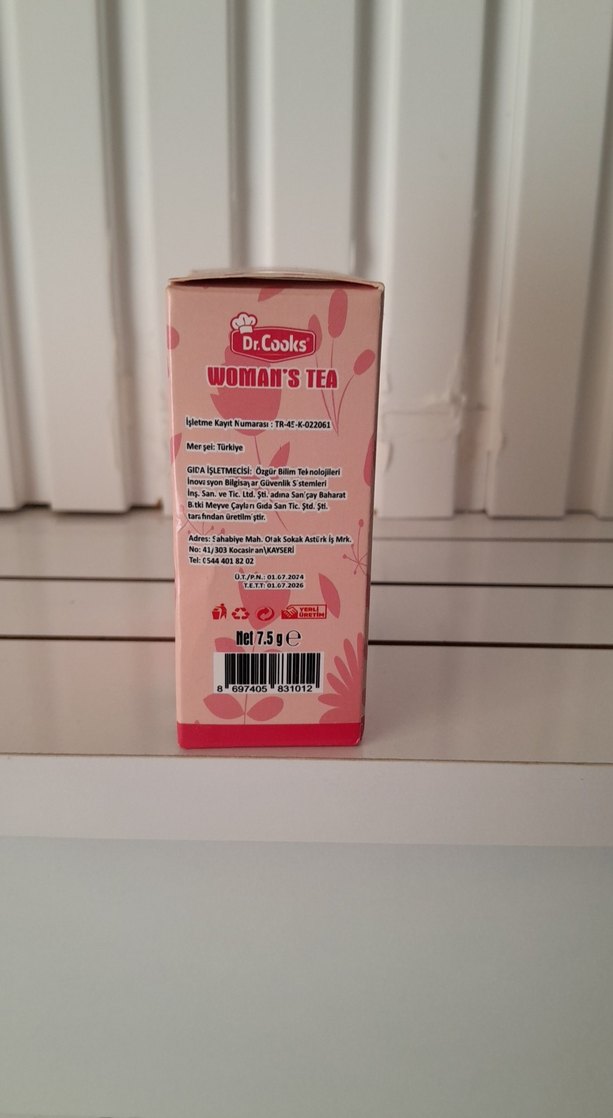 Dr.Cooks®
WOMAN'S TEA
İşletme Kayıt Numarası : TR-45-K-022061
Menşei: Türkiye
GIDA İŞLETMECİSİ: Özgür Bilim Teknolojileri
İnovasyon Bilgisayar Güvenlik Sistemleri
İnş. San. ve Tic. Ltd. Şti. adına Sançay Baharat
Bitki Meyve Çayları Gıda San Tic. Ştd. Şti.
tarafından üretilmiştir.
Adres: Sahabiye Mah. Otak Sokak Astürk İş Mrk.
No: 41/303 Kocasinan\KAYSERİ
Tel: 0544 401 82 02
Ü.T./P.N.: 01.07.2024
T.E.T.T: 01.07.2026
YERLİ
ÜRETİM
Net 7.5 g ℮
8 697405 831012